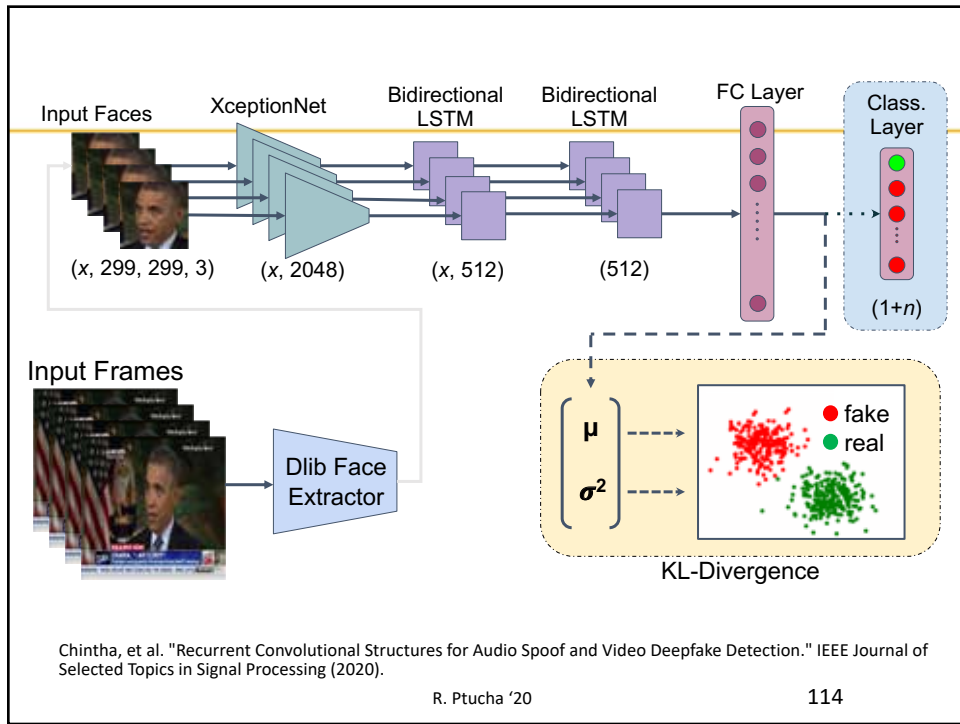 Input Faces
XceptionNet
Bidirectional
LSTM
Bidirectional
LSTM
FC Layer
Class.
Layer
(x, 299, 299, 3)
(x, 2048)
(x, 512)
(512)
(1+n)
Input Frames
Dlib Face
Extractor
μ
σ²
fake
real
KL-Divergence
Chintha, et al. "Recurrent Convolutional Structures for Audio Spoof and Video Deepfake Detection." IEEE Journal of
Selected Topics in Signal Processing (2020).
R. Ptucha ‘20
114